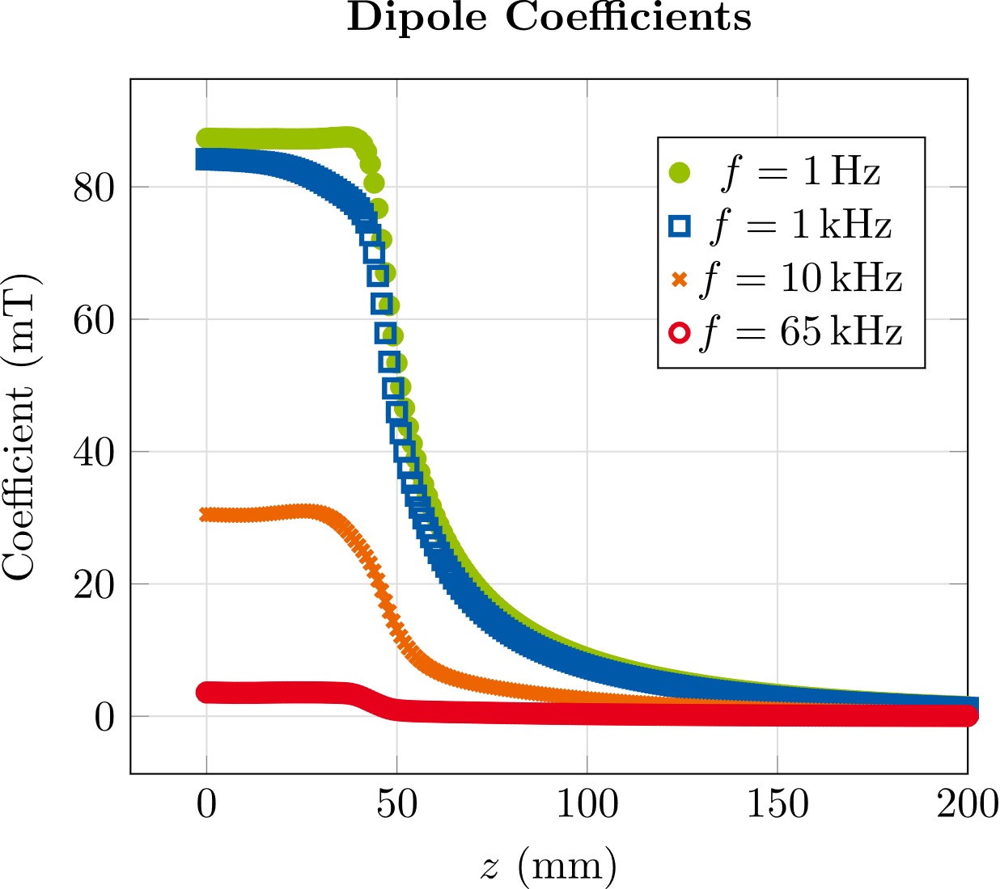 Dipole Coefficients
Coefficient (mT)
80
60
40
20
0
f = 1 Hz
f = 1 kHz
f = 10 kHz
f = 65 kHz
0 50 100 150 200
z (mm)